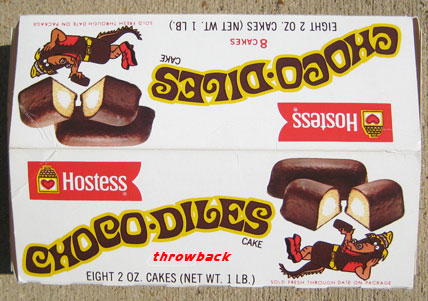 SOLD FRESH THROUGH DATE ON PACKAGE
EIGHT 2 OZ. CAKES (NET WT. 1 LB.)
8 CAKES
CHOCO-DILES
CAKE
Hostess
Hostess
CHOCO-DILES
CAKE
throwback
EIGHT 2 OZ. CAKES (NET WT. 1 LB.)
SOLD FRESH THROUGH DATE ON PACKAGE